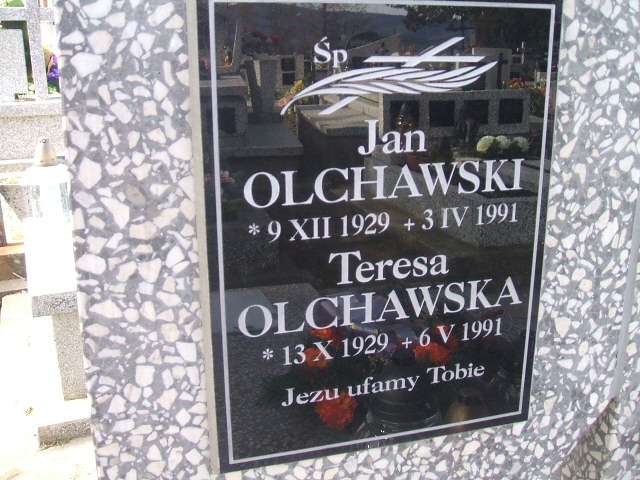 Śp
Jan
OLCHAWSKI
* 9 XII 1929 + 3 IV 1991
Teresa
OLCHAWSKA
* 13 X 1929 + 6 V 1991
Jezu ufamy Tobie